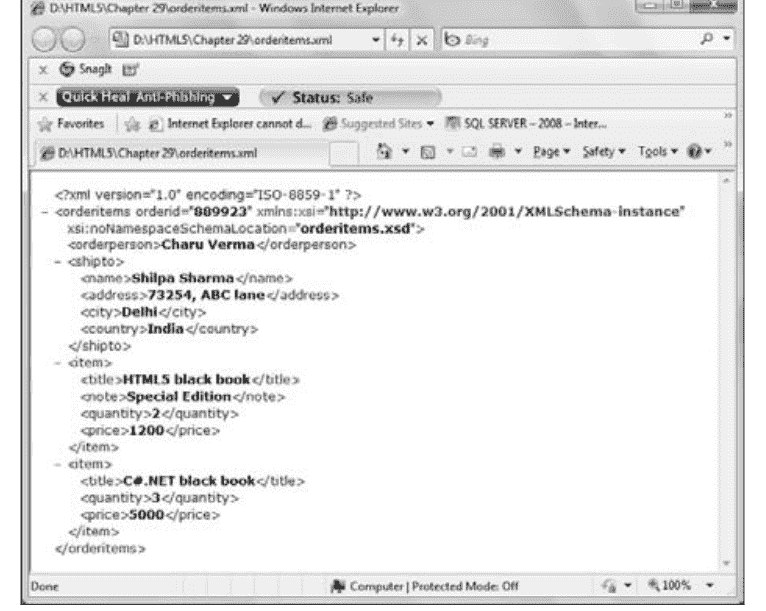 D:\HTML5\Chapter 29\orderitems.xml - Windows Internet Explorer
D:\HTML5\Chapter 29\orderitems.xml
Bing
x SnagIt
x Quick Heal Anti-Phishing ✓ Status: Safe
Favorites Internet Explorer cannot d... Suggested Sites SQL SERVER – 2008 – Inter...
D:\HTML5\Chapter 29\orderitems.xml Page Safety Tools
<?xml version="1.0" encoding="ISO-8859-1" ?>
- <orderitems orderid="889923" xmlns:xsi="http://www.w3.org/2001/XMLSchema-instance"
xsi:noNamespaceSchemaLocation="orderitems.xsd">
<orderperson>Charu Verma</orderperson>
- <shipto>
<name>Shilpa Sharma</name>
<address>73254, ABC lane</address>
<city>Delhi</city>
<country>India</country>
</shipto>
- <item>
<title>HTML5 black book</title>
<note>Special Edition</note>
<quantity>2</quantity>
<price>1200</price>
</item>
- <item>
<title>C#.NET black book</title>
<quantity>3</quantity>
<price>5000</price>
</item>
</orderitems>
Done Computer | Protected Mode: Off 100%